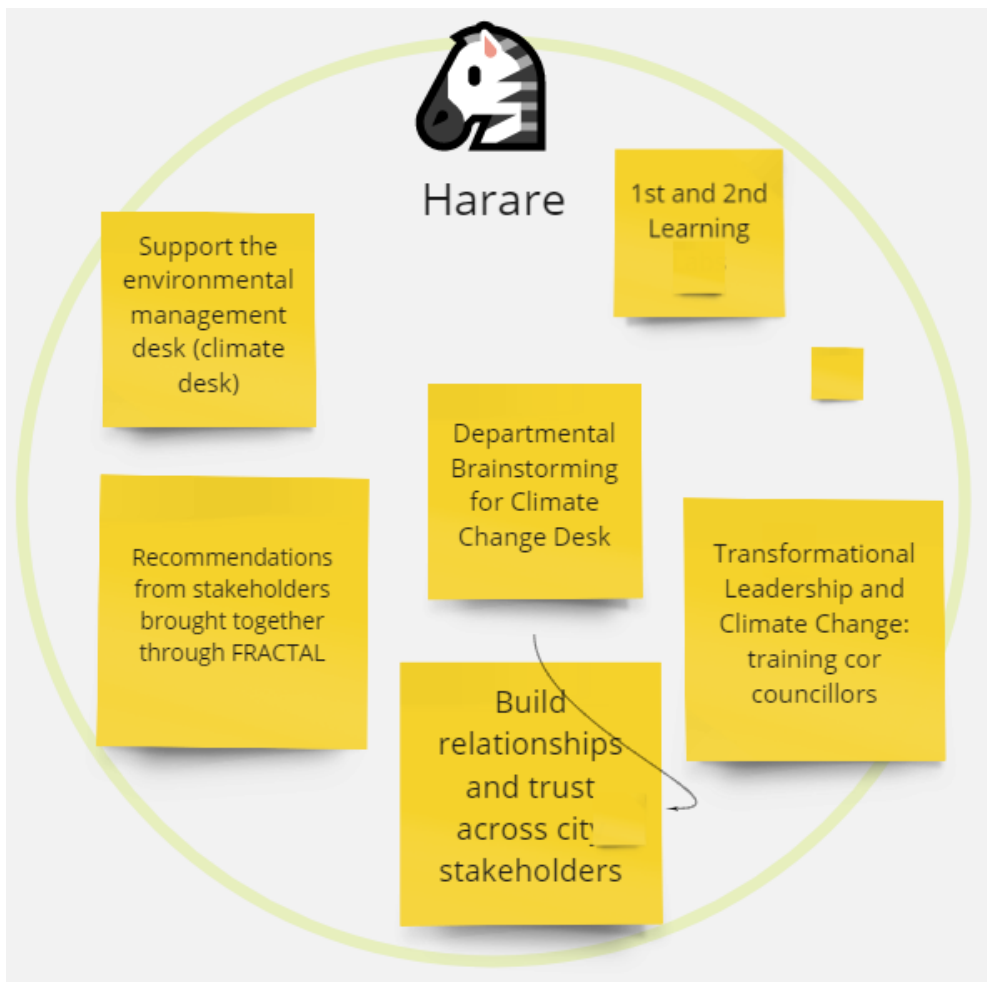 Harare
1st and 2nd
Learning
Support the
environmental
management
desk (climate
desk)
Departmental
Brainstorming
for Climate
Change Desk
Recommendations
from stakeholders
brought together
through FRACTAL
Transformational
Leadership and
Climate Change:
training cor
councillors
Build
relationships
and trust
across city
stakeholders